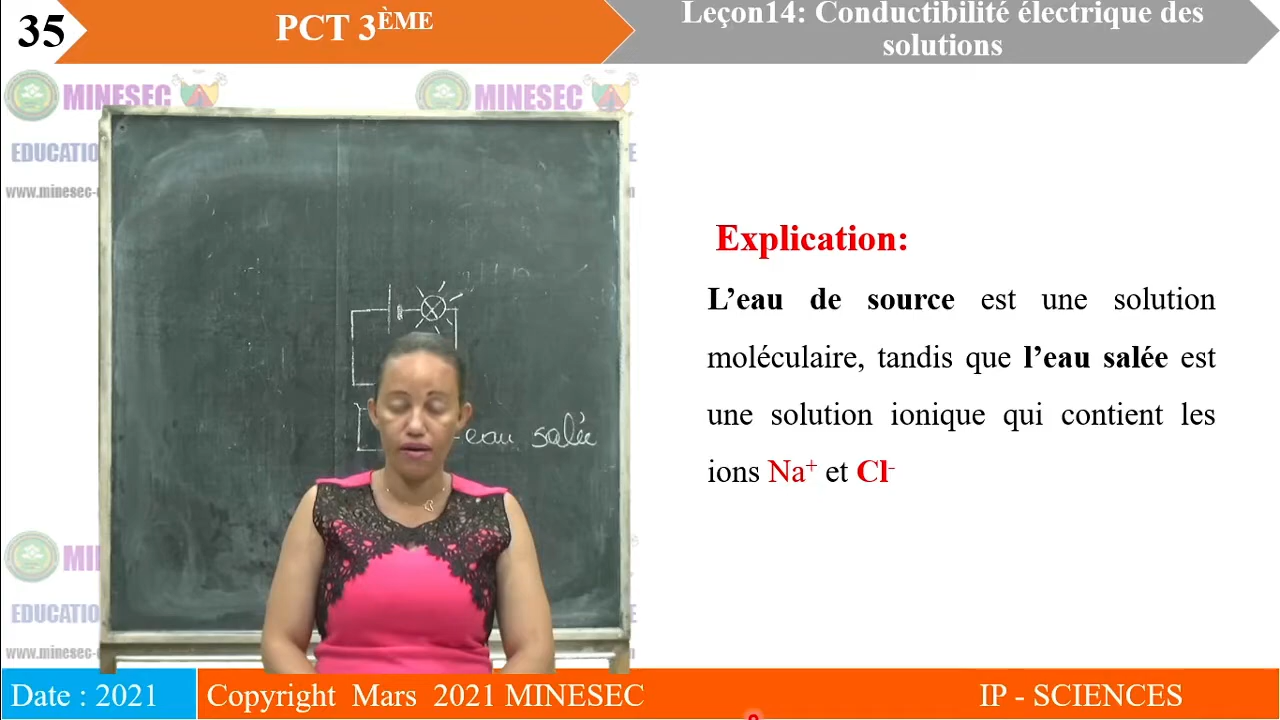 35
PCT 3ÈME
Leçon14: Conductibilité électrique des
solutions
MINESEC
MINESEC
EDUCATIO
www.minesec-
eau salée
Explication:
L’eau de source est une solution
moléculaire, tandis que l’eau salée est
une solution ionique qui contient les
ions Na⁺ et Cl⁻
MI
EDUCATIO
www.minesec-
Date : 2021
Copyright Mars 2021 MINESEC
IP - SCIENCES